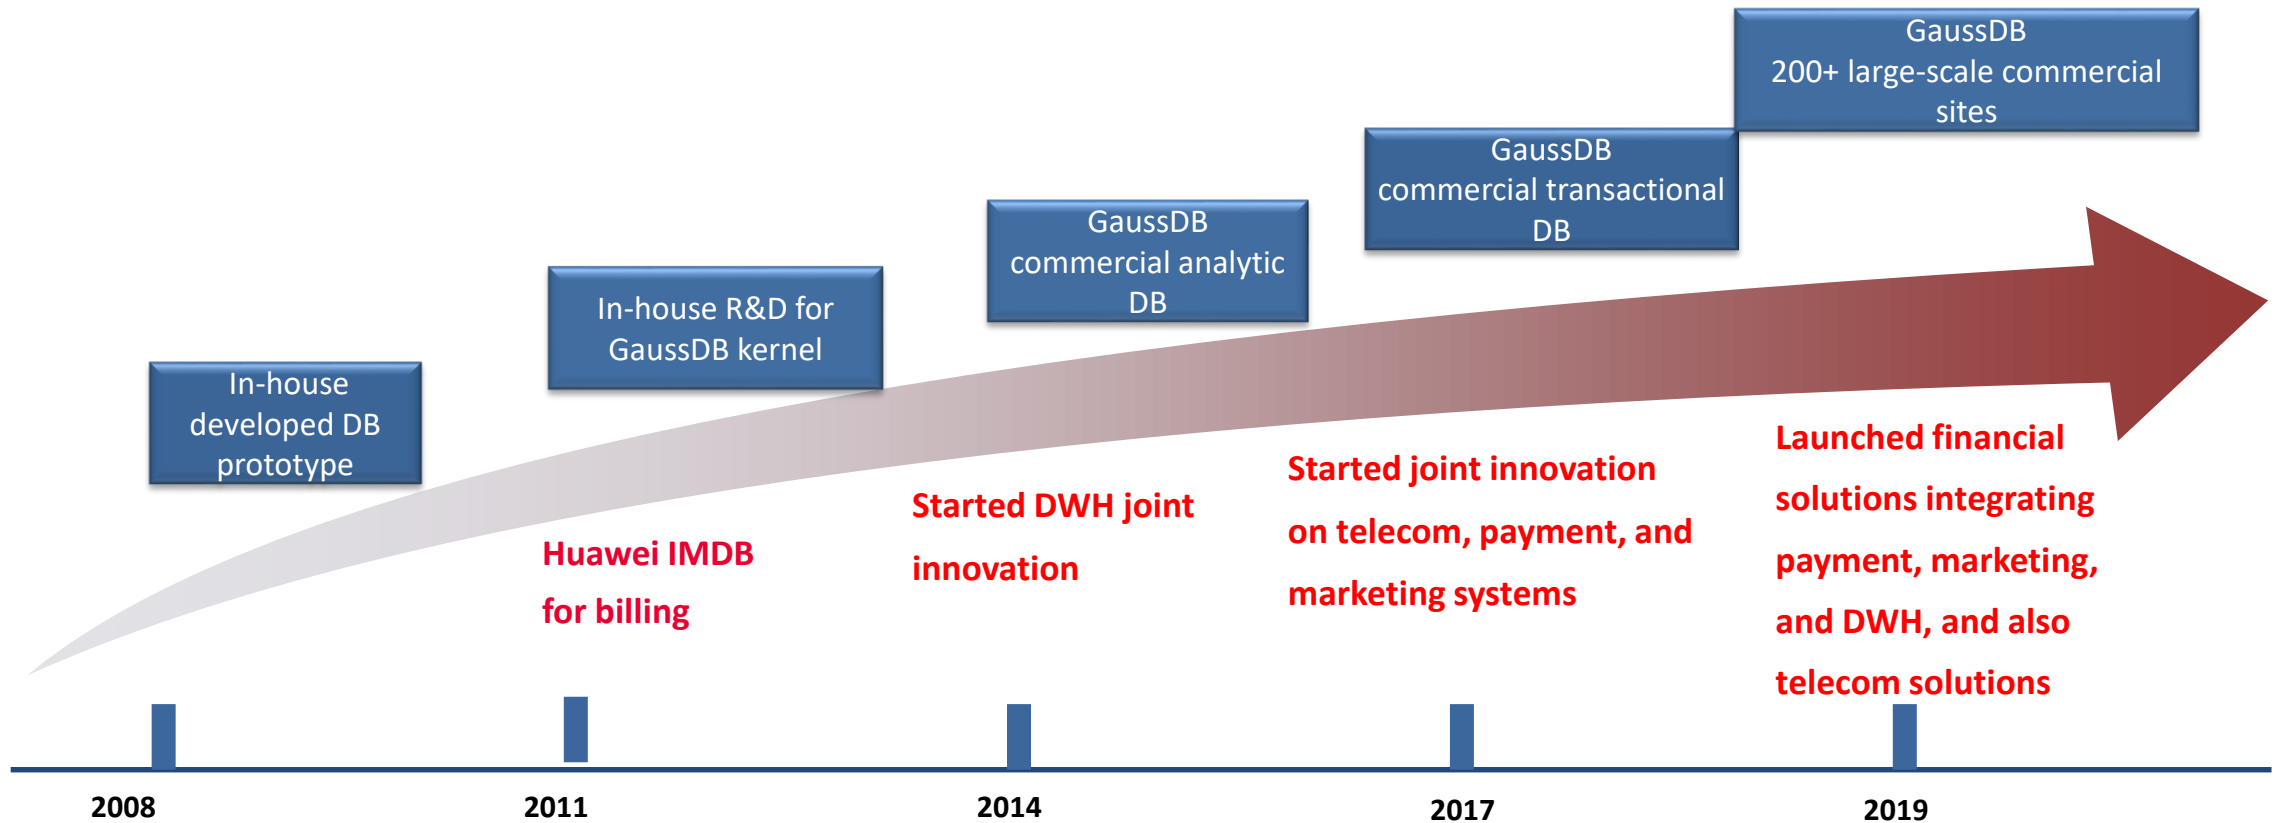 GaussDB
200+ large-scale commercial
sites
GaussDB
commercial transactional
DB
GaussDB
commercial analytic
DB
In-house R&D for
GaussDB kernel
In-house
developed DB
prototype
Huawei IMDB
for billing
Started DWH joint
innovation
Started joint innovation
on telecom, payment, and
marketing systems
Launched financial
solutions integrating
payment, marketing,
and DWH, and also
telecom solutions
2008
2011
2014
2017
2019